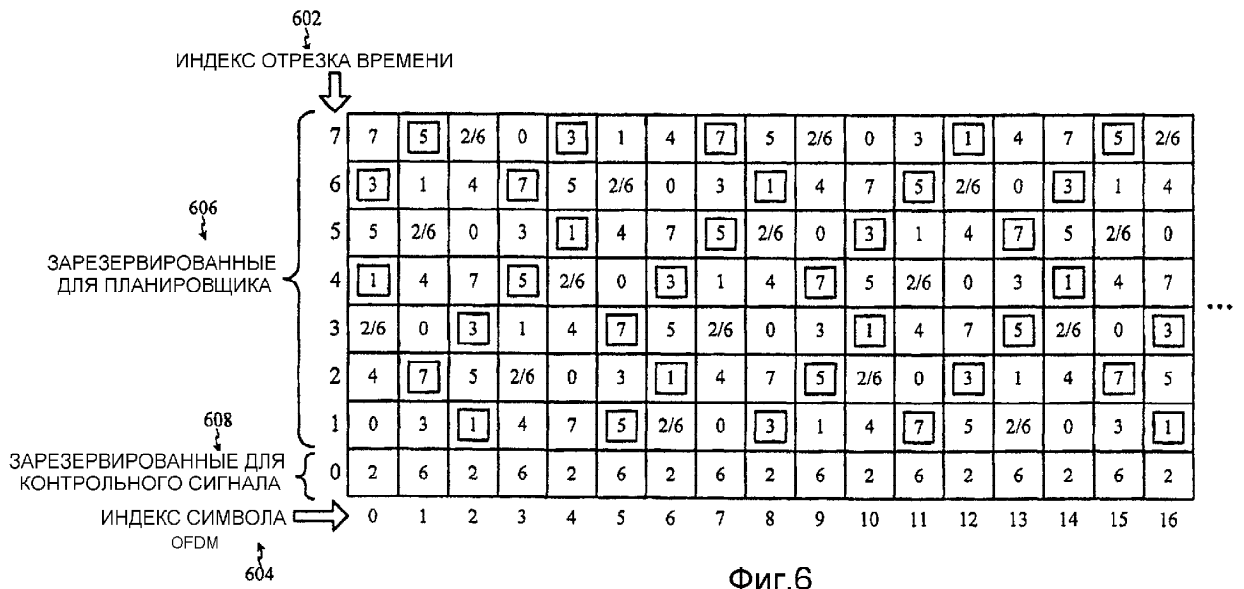 602
ИНДЕКС ОТРЕЗКА ВРЕМЕНИ
7 7 5 2/6 0 3 1 4 7 5 2/6 0 3 1 4 7 5 2/6
6 3 1 4 7 5 2/6 0 3 1 4 7 5 2/6 0 3 1 4
606
5 5 2/6 0 3 1 4 7 5 2/6 0 3 1 4 7 5 2/6 0
ЗАРЕЗЕРВИРОВАННЫЕ
ДЛЯ ПЛАНИРОВЩИКА
4 1 4 7 5 2/6 0 3 1 4 7 5 2/6 0 3 1 4 7
...
3 2/6 0 3 1 4 7 5 2/6 0 3 1 4 7 5 2/6 0 3
2 4 7 5 2/6 0 3 1 4 7 5 2/6 0 3 1 4 7 5
608
1 0 3 1 4 7 5 2/6 0 3 1 4 7 5 2/6 0 3 1
ЗАРЕЗЕРВИРОВАННЫЕ ДЛЯ
КОНТРОЛЬНОГО СИГНАЛА
0 2 6 2 6 2 6 2 6 2 6 2 6 2 6 2 6 2
ИНДЕКС СИМВОЛА
OFDM
0 1 2 3 4 5 6 7 8 9 10 11 12 13 14 15 16
604
Фиг.6